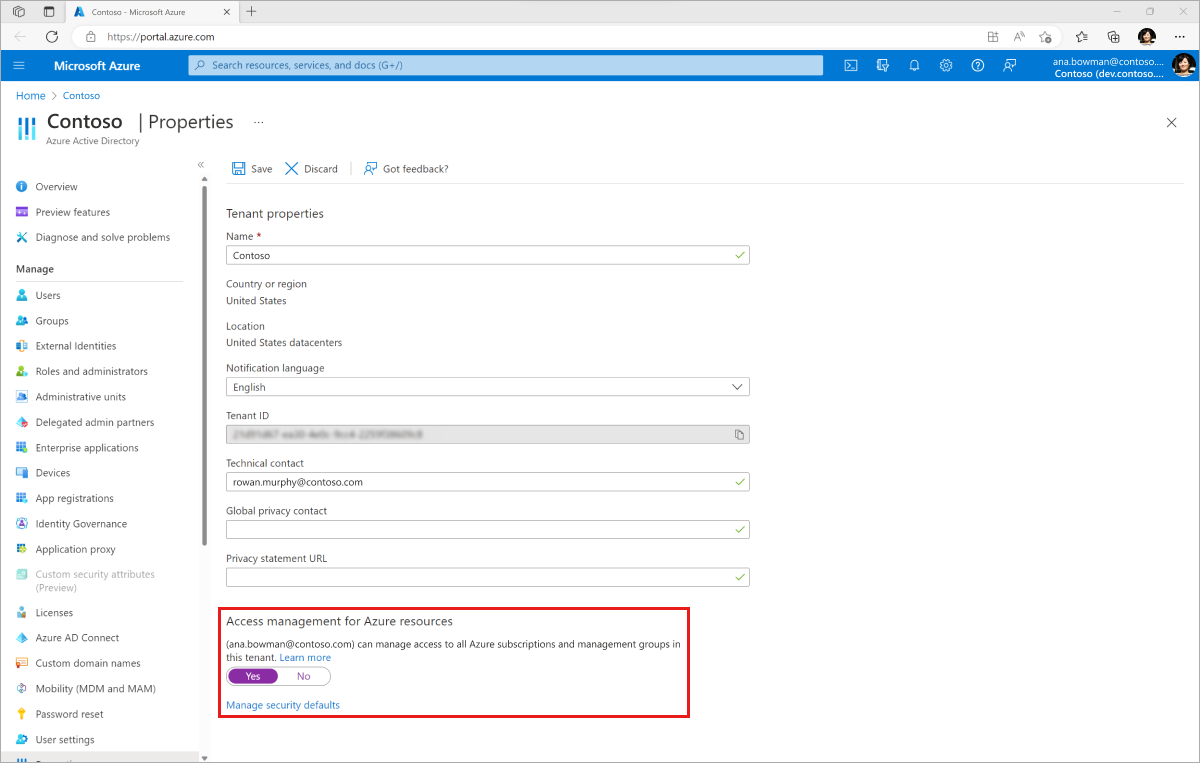 Contoso - Microsoft Azure
https://portal.azure.com
Microsoft Azure
Search resources, services, and docs (G+/)
ana.bowman@contoso....
Contoso (dev.contoso....
Home > Contoso
Contoso | Properties ...
Azure Active Directory
Save Discard Got feedback?
Overview
Preview features
Diagnose and solve problems
Manage
Users
Groups
External Identities
Roles and administrators
Administrative units
Delegated admin partners
Enterprise applications
Devices
App registrations
Identity Governance
Application proxy
Custom security attributes
(Preview)
Licenses
Azure AD Connect
Custom domain names
Mobility (MDM and MAM)
Password reset
User settings
Tenant properties
Name *
Contoso
Country or region
United States
Location
United States datacenters
Notification language
English
Tenant ID
Technical contact
rowan.murphy@contoso.com
Global privacy contact
Privacy statement URL
Access management for Azure resources
(ana.bowman@contoso.com) can manage access to all Azure subscriptions and management groups in
this tenant. Learn more
Yes No
Manage security defaults